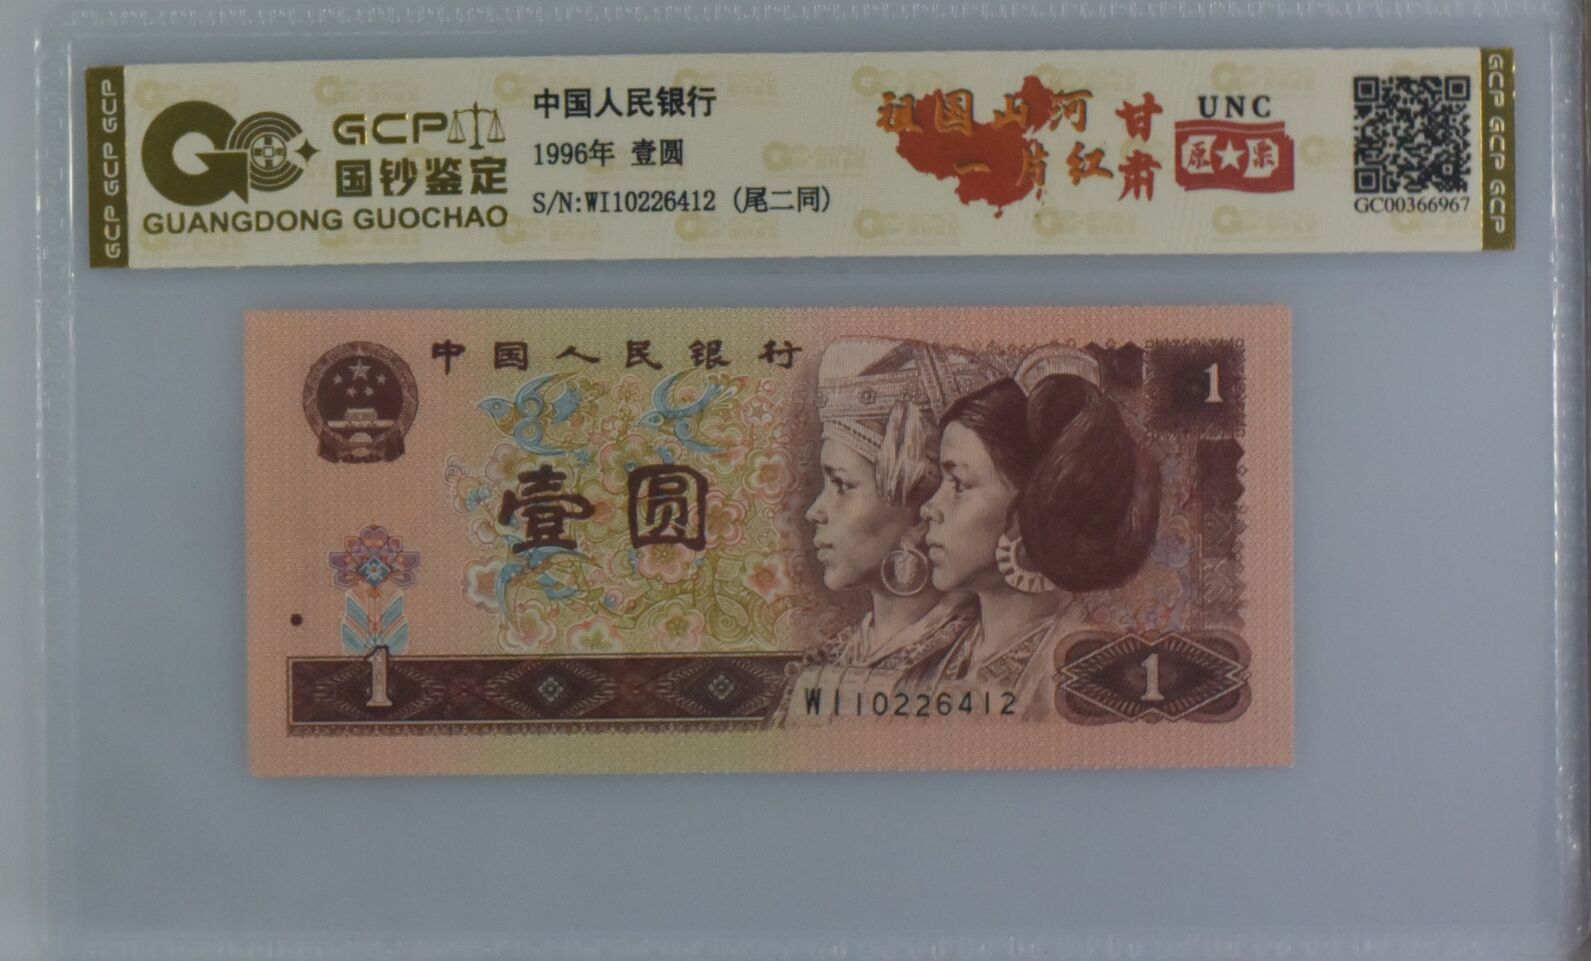 GCP GCP GCP
GCP
国钞鉴定
GUANGDONG GUOCHAO
中国人民银行
1996年 壹圆
S/N:WI10226412 (尾二同)
祖国山河
一片红
甘肃
UNC
原票
GC00366967
GCP GCP GCP
中国人民银行
1
壹圆
1
WI10226412
1